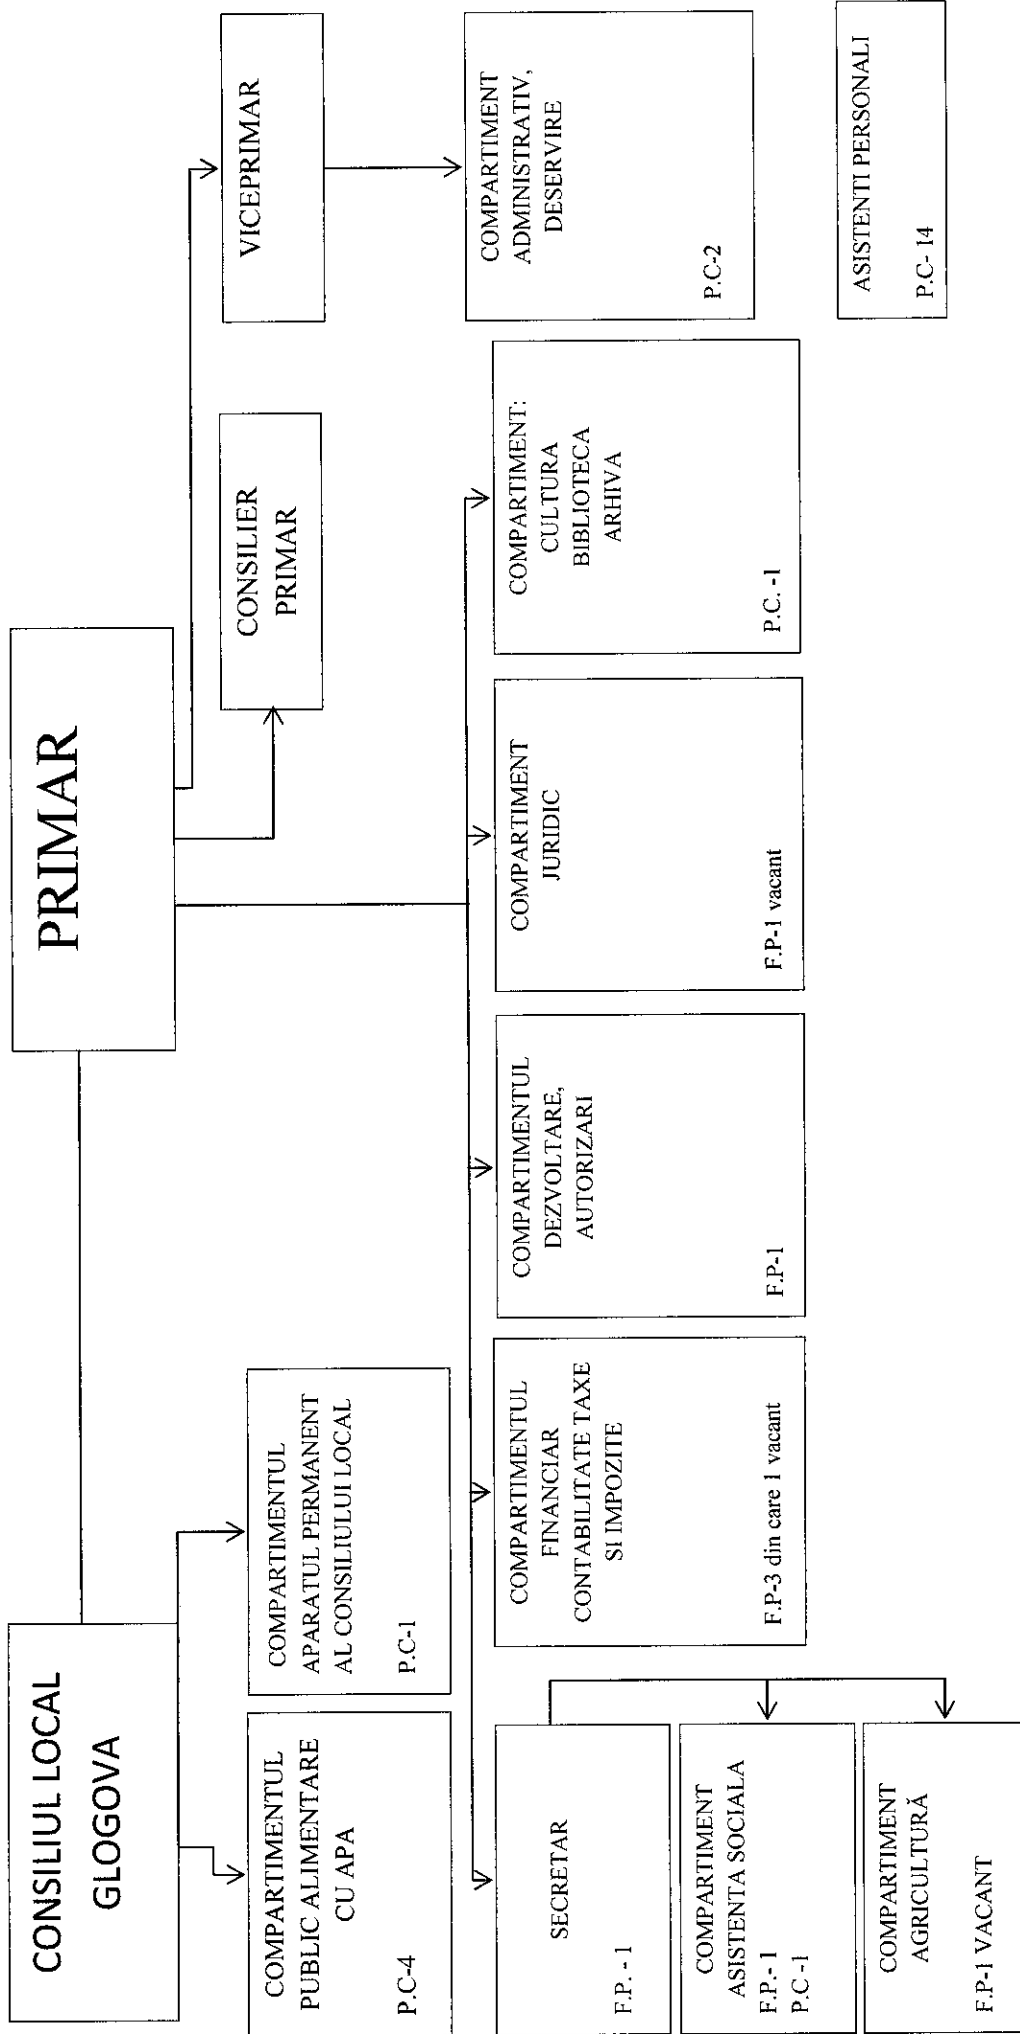 CONSILIUL LOCAL
GLOGOVA
PRIMAR
COMPARTIMENTUL
PUBLIC ALIMENTARE
CU APA
P.C-4
COMPARTIMENTUL
APARATUL PERMANENT
AL CONSILIULUI LOCAL
P.C-1
CONSILIER
PRIMAR
VICEPRIMAR
SECRETAR
F.P. -1
COMPARTIMENT
ASISTENTA SOCIALA
F.P.- 1
P.C -1
COMPARTIMENT
AGRICULTURĂ
F.P-1 VACANT
COMPARTIMENTUL
FINANCIAR
CONTABILITATE TAXE
SI IMPOZITE
F.P-3 din care 1 vacant
COMPARTIMENTUL
DEZVOLTARE,
AUTORIZARI
F.P-1
COMPARTIMENT
JURIDIC
F.P-1 vacant
COMPARTIMENT:
CULTURA
BIBLIOTECA
ARHIVA
P.C. -1
COMPARTIMENT
ADMINISTRATIV,
DESERVIRE
P.C-2
ASISTENTI PERSONALI
P.C- 14